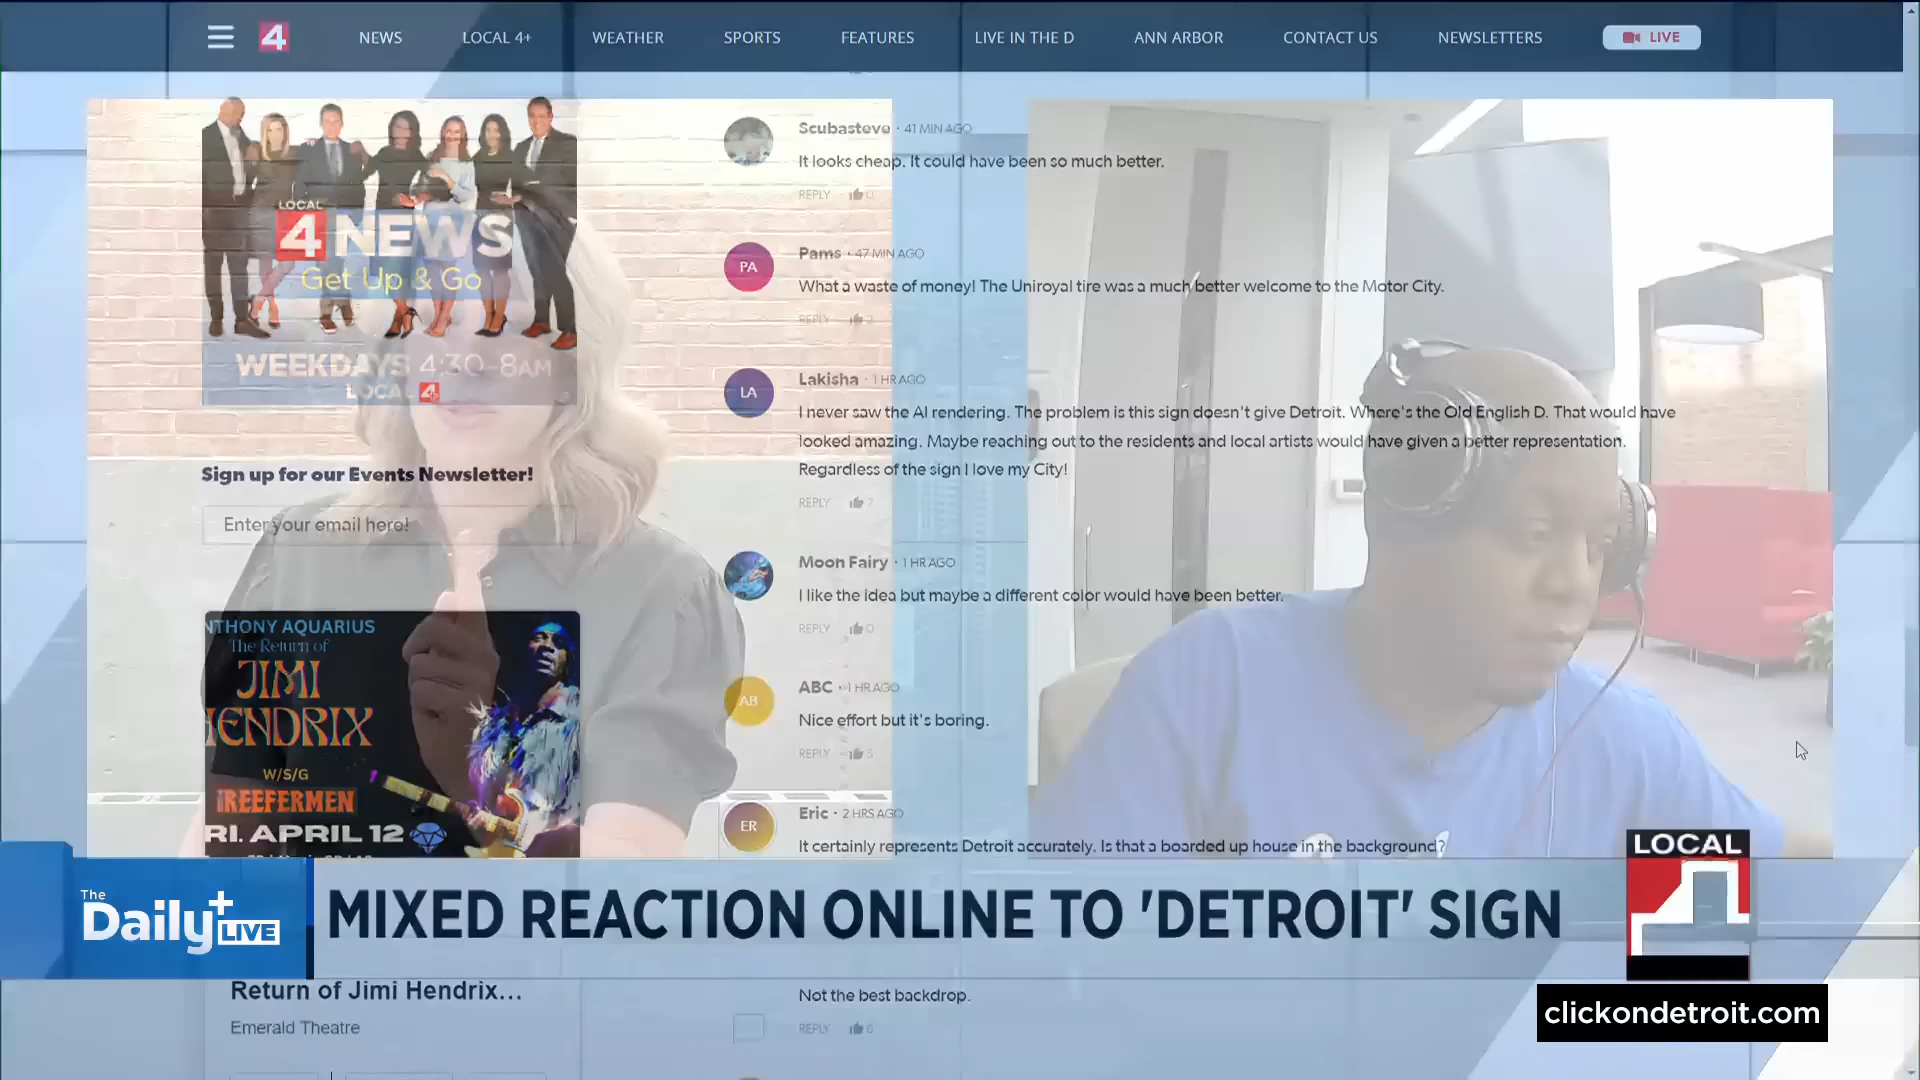 4
NEWS
LOCAL 4+
WEATHER
SPORTS
FEATURES
LIVE IN THE D
ANN ARBOR
CONTACT US
NEWSLETTERS
LIVE
LOCAL
4 NEWS
Get Up & Go
WEEKDAYS 4:30-8AM
LOCAL 4
Sign up for our Events Newsletter!
Enter your email here!
NTHONY AQUARIUS
The Return of
JIMI
HENDRIX
W/S/G
REEFERMEN
RI. APRIL 12
Return of Jimi Hendrix...
Emerald Theatre
Scubasteve · 41 MIN AGO
It looks cheap. It could have been so much better.
REPLY 0
PA
Pams · 47 MIN AGO
What a waste of money! The Uniroyal tire was a much better welcome to the Motor City.
REPLY 2
LA
Lakisha · 1 HR AGO
I never saw the AI rendering. The problem is this sign doesn't give Detroit. Where's the Old English D. That would have
looked amazing. Maybe reaching out to the residents and local artists would have given a better representation.
Regardless of the sign I love my City!
REPLY 7
Moon Fairy · 1 HR AGO
I like the idea but maybe a different color would have been better.
REPLY 0
AB
ABC · 1 HR AGO
Nice effort but it's boring.
REPLY 3
ER
Eric · 2 HRS AGO
It certainly represents Detroit accurately. Is that a boarded up house in the background?
Not the best backdrop.
REPLY 6
The
Daily+
LIVE
MIXED REACTION ONLINE TO 'DETROIT' SIGN
LOCAL
4
clickondetroit.com